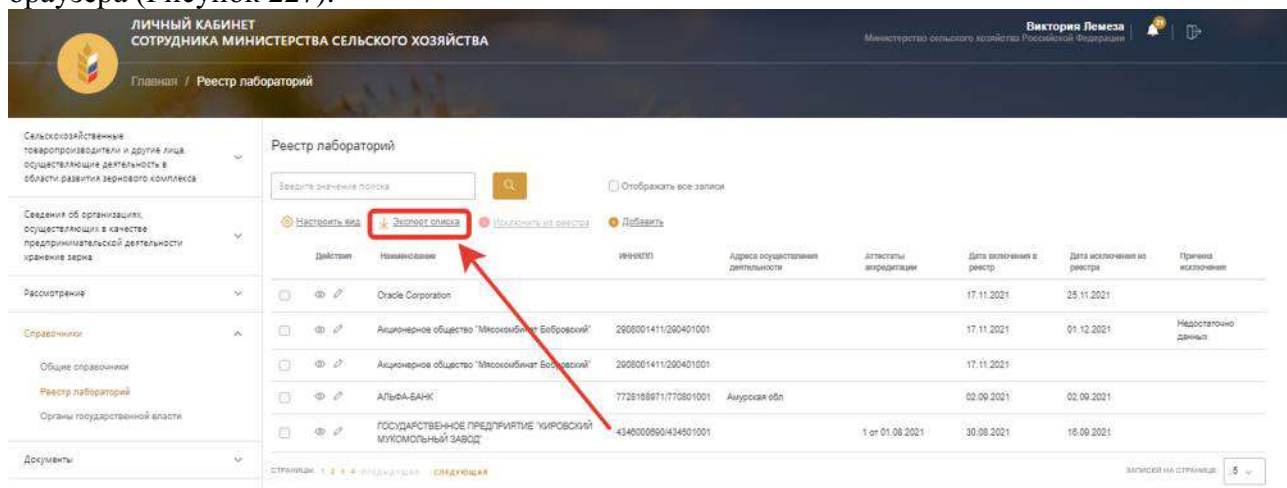 браузера (Рисунок 227).
ЛИЧНЫЙ КАБИНЕТ
СОТРУДНИКА МИНИСТЕРСТВА СЕЛЬСКОГО ХОЗЯЙСТВА
Виктория Лемеза
Министерство сельского хозяйства Российской Федерации
21
Главная / Реестр лабораторий
Сельскохозяйственные
товаропроизводители и другие лица,
осуществляющие деятельность в
области развития зернового комплекса
Сведения об организациях,
осуществляющих в качестве
предпринимательской деятельности
хранение зерна
Рассмотрение
Справочники
Общие справочники
Реестр лабораторий
Органы государственной власти
Документы
Реестр лабораторий
Введите значение поиска
Отображать все записи
Настроить вид Экспорт списка Исключить из реестра Добавить
Действия Наименование ИНН/КПП Адреса осуществления деятельности Аттестаты аккредитации Дата включения в реестр Дата исключения из реестра Причина исключения
Oracle Corporation 17.11.2021 25.11.2021
Акционерное общество "Мясокомбинат Бобровский" 2908001411/290401001 17.11.2021 01.12.2021 Недостаточно данных
Акционерное общество "Мясокомбинат Бобровский" 2908001411/290401001 17.11.2021
АЛЬФА-БАНК 7728168971/770801001 Амурская обл 02.09.2021 02.09.2021
ГОСУДАРСТВЕННОЕ ПРЕДПРИЯТИЕ "КИРОВСКИЙ
МУКОМОЛЬНЫЙ ЗАВОД" 4346000690/434501001 1 от 01.08.2021 30.08.2021 16.09.2021
СТРАНИЦЫ: 1 2 3 4 ПРЕДЫДУЩАЯ СЛЕДУЮЩАЯ
ЗАПИСЕЙ НА СТРАНИЦЕ: 5